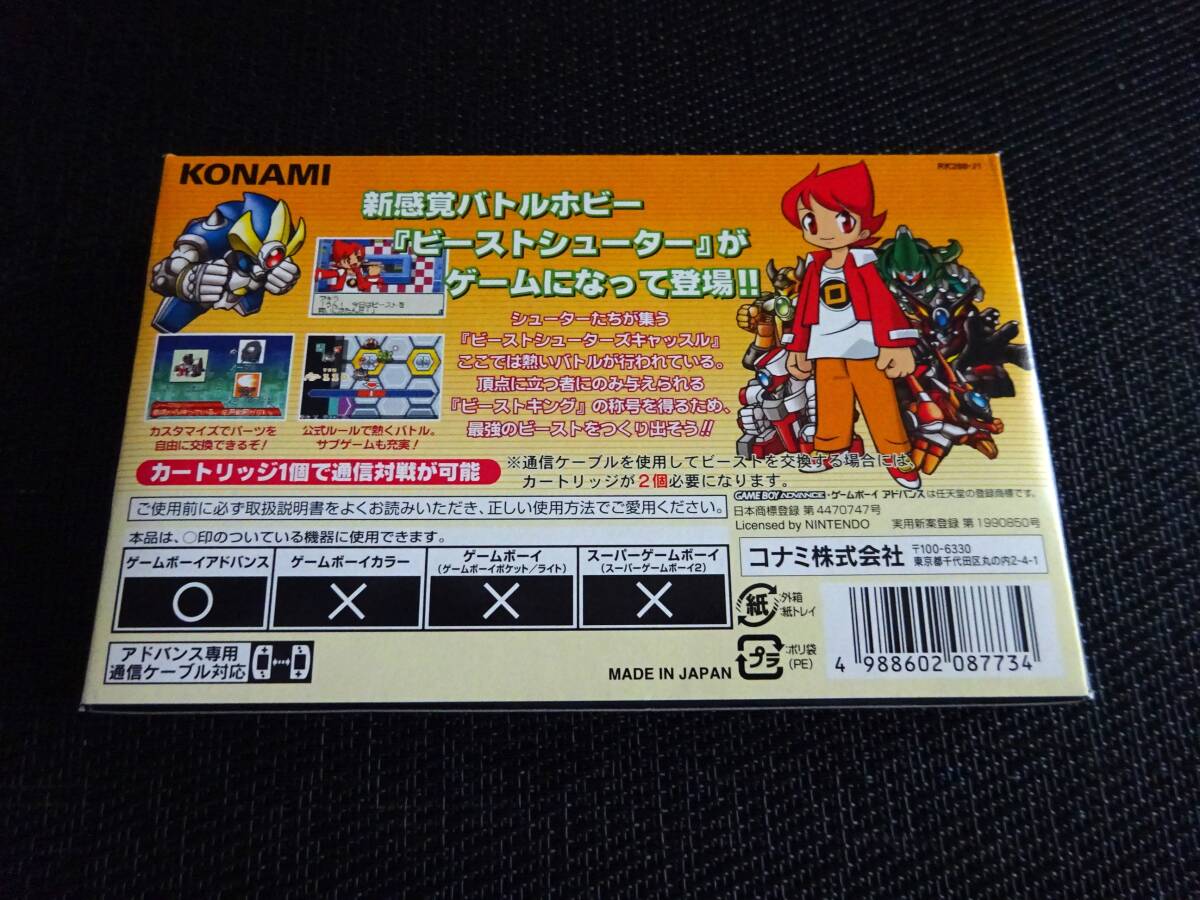 KONAMI
RK288-J1
新感覚バトルホビー
『ビーストシューター』が
ゲームになって登場!!
シューターたちが集う
『ビーストシューターズキャッスル』
ここでは熱いバトルが行われている。
頂点に立つ者にのみ与えられる
『ビーストキング』の称号を得るため、
最強のビーストをつくり出そう!!
アキラ
カスタマイズでパーツを
自由に交換できるぞ!
公式ルールで熱くバトル。
サブゲームも充実!
カートリッジ1個で通信対戦が可能
※通信ケーブルを使用してビーストを交換する場合には、
カートリッジが2個必要になります。
ご使用前に必ず取扱説明書をよくお読みいただき、正しい使用方法でご愛用ください。
GAME BOY ADVANCE・ゲームボーイ アドバンスは任天堂の登録商標です。
日本商標登録 第4470747号
Licensed by NINTENDO 実用新案登録 第1990850号
本品は、○印のついている機器に使用できます。
ゲームボーイアドバンス ゲームボーイカラー ゲームボーイ スーパーゲームボーイ
(ゲームボーイポケット/ライト) (スーパーゲームボーイ2)
○ × × ×
コナミ株式会社 〒100-6330
東京都千代田区丸の内2-4-1
紙 :外箱
:紙トレイ
プラ :ポリ袋
(PE)
アドバンス専用
通信ケーブル対応
MADE IN JAPAN
4 988602 087734